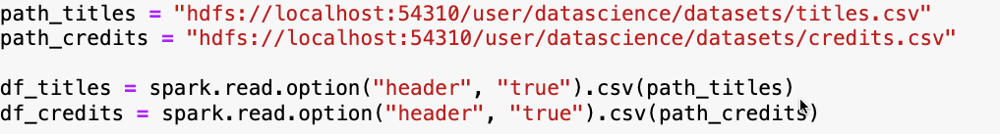 path_titles = "hdfs://localhost:54310/user/datascience/datasets/titles.csv"
path_credits = "hdfs://localhost:54310/user/datascience/datasets/credits.csv"
df_titles = spark.read.option("header", "true").csv(path_titles)
df_credits = spark.read.option("header", "true").csv(path_credits)